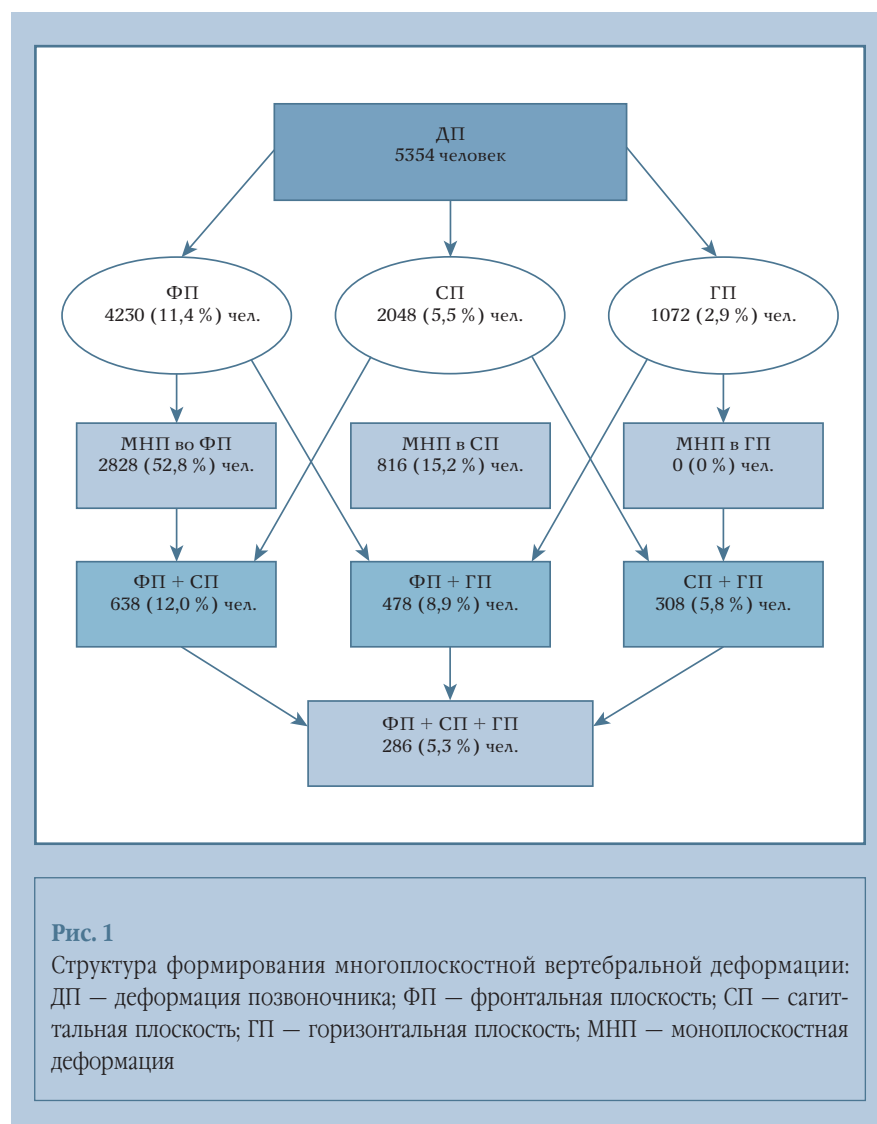 ДП
5354 человек
ФП
4230 (11,4 %) чел.
СП
2048 (5,5 %) чел.
ГП
1072 (2,9 %) чел.
МНП во ФП
2828 (52,8 %) чел.
МНП в СП
816 (15,2 %) чел.
МНП в ГП
0 (0 %) чел.
ФП + СП
638 (12,0 %) чел.
ФП + ГП
478 (8,9 %) чел.
СП + ГП
308 (5,8 %) чел.
ФП + СП + ГП
286 (5,3 %) чел.
Рис. 1
Структура формирования многоплоскостной вертебральной деформации:
ДП — деформация позвоночника; ФП — фронтальная плоскость; СП — сагит-
тальная плоскость; ГП — горизонтальная плоскость; МНП — моноплоскостная
деформация